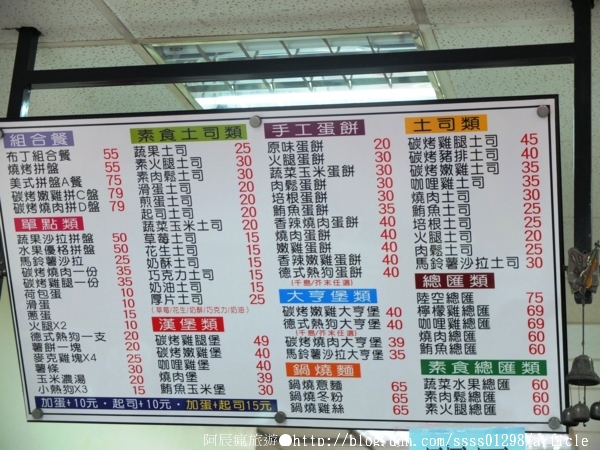 組合餐
布丁組合餐 55
燒烤拼盤 55
美式拼盤A餐 75
碳烤嫩雞拼C盤 79
碳烤燒肉拼D盤 79
單點類
蔬果沙拉拼盤 50
水果優格拼盤 50
馬鈴薯沙拉 25
碳烤燒肉一份 35
碳烤雞腿一份 35
荷包蛋 10
滑蛋 10
蔥蛋 15
火腿X2 10
德式熱狗一支 20
薯餅一塊 20
麥克雞塊X4 25
薯條 30
玉米濃湯 20
小熱狗X3 15
素食土司類
蔬果土司 25
素火腿土司 30
素肉鬆土司 30
滑蛋土司 20
煎蛋土司 20
起司土司 20
蔬菜玉米土司 20
草莓土司 15
花生土司 15
奶酥土司 15
巧克力土司 15
奶油土司 15
厚片土司 25
(草莓/花生/奶酥/巧克力/奶油)
漢堡類
碳烤雞腿堡 49
碳烤嫩雞堡 40
咖哩雞堡 40
燒肉堡 39
鮪魚玉米堡 30
加蛋+10元・起司+10元・加蛋+起司15元
手工蛋餅
原味蛋餅 20
火腿蛋餅 30
蔬菜玉米蛋餅 30
肉鬆蛋餅 30
培根蛋餅 30
鮪魚蛋餅 30
香辣燒肉蛋餅 40
燒肉蛋餅 40
嫩雞蛋餅 40
香辣嫩雞蛋餅 40
德式熱狗蛋餅 40
(千島/芥末任選)
大亨堡類
碳烤嫩雞大亨堡 40
德式熱狗大亨堡 40
(千島/芥末任選)
碳烤燒肉大亨堡 39
馬鈴薯沙拉大亨堡 35
鍋燒麵
鍋燒意麵 65
鍋燒冬粉 65
鍋燒雞絲 65
土司類
碳烤雞腿土司 45
碳烤豬排土司 40
碳烤嫩雞土司 35
咖哩雞土司 35
燒肉土司 30
鮪魚土司 25
培根土司 25
火腿土司 20
肉鬆土司 20
馬鈴薯沙拉土司 30
總匯類
陸空總匯 75
檸檬雞總匯 69
咖哩雞總匯 69
燒肉總匯 69
鮪魚總匯 60
素食總匯類
蔬菜水果總匯 60
素肉鬆總匯 60
素火腿總匯 60